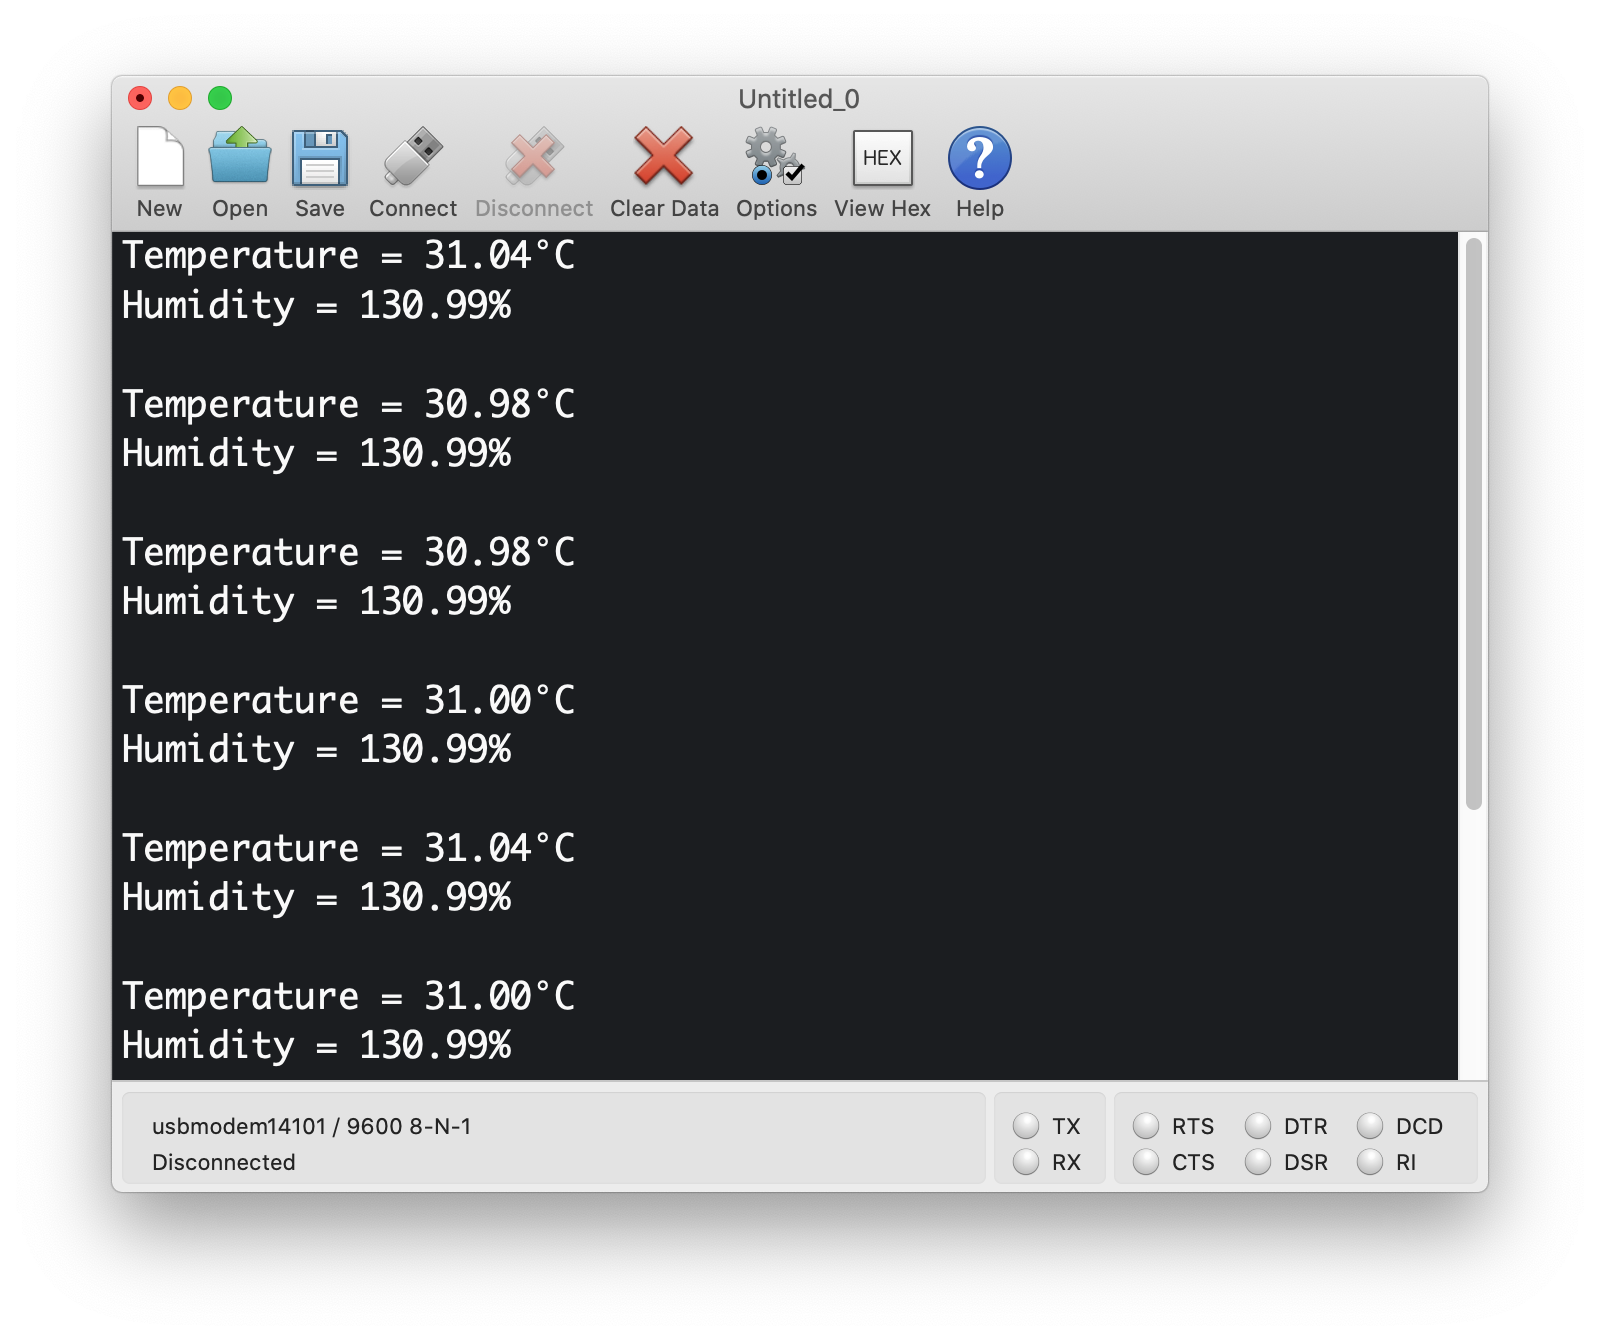 Untitled_0
New Open Save Connect Disconnect Clear Data Options HEX View Hex Help
Temperature = 31.04°C
Humidity = 130.99%
Temperature = 30.98°C
Humidity = 130.99%
Temperature = 30.98°C
Humidity = 130.99%
Temperature = 31.00°C
Humidity = 130.99%
Temperature = 31.04°C
Humidity = 130.99%
Temperature = 31.00°C
Humidity = 130.99%
usbmodem14101 / 9600 8-N-1
Disconnected
TX RTS DTR DCD
RX CTS DSR RI